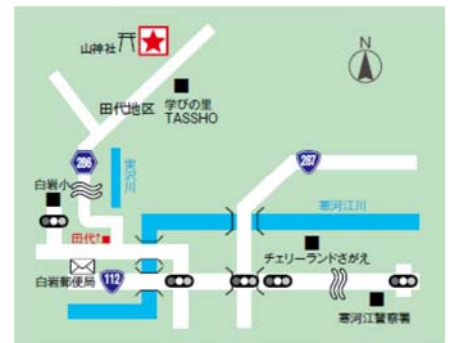 山神社
N
田代地区
学びの里
TASSHO
286
実沢川
287
白岩小
寒河江川
田代↑
チェリーランドさがえ
白岩郵便局
112
寒河江警察署